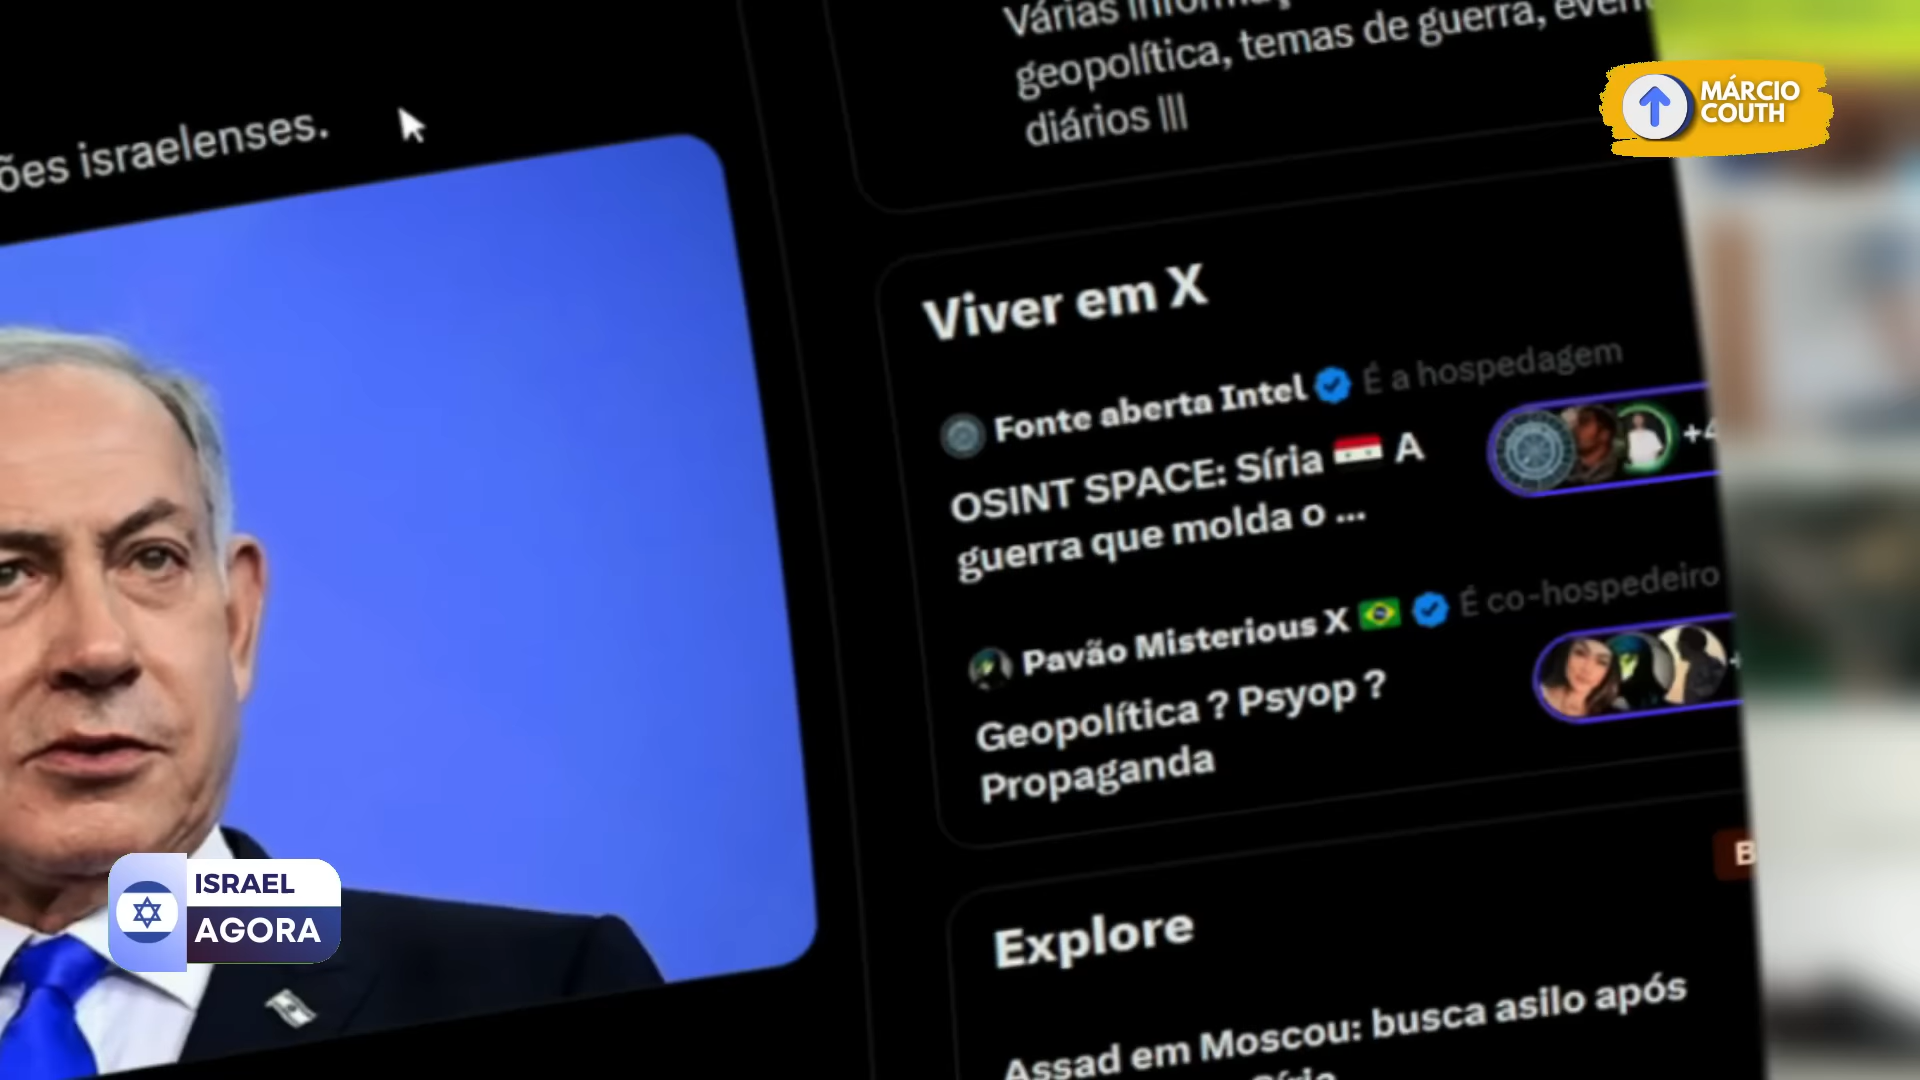 israelenses.
Várias
geopolítica, temas de guerra,
diários |||
MÁRCIO
COUTH
Viver em X
Fonte aberta Intel É a hospedagem
OSINT SPACE: Síria 🇸🇾 A
guerra que molda o ...
+4
Pavão Misterious X 🇧🇷 É co-hospedeiro
Geopolítica ? Psyop ?
Propaganda
ISRAEL
AGORA
Explore
Assad em Moscou: busca asilo após